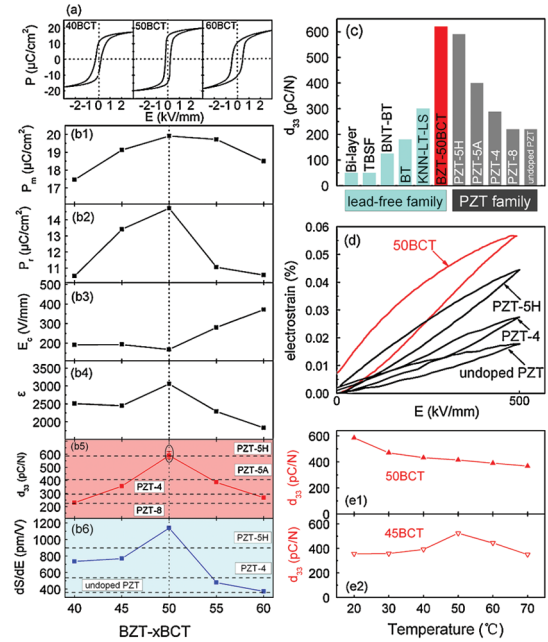 (a)
40BCT 50BCT 60BCT
P (μC/cm²)
20
10
0
-10
-20
-2-1 0 1 2 -2-1 0 1 2 -2-1 0 1 2
E (kv/mm)
(b1)
Pm (μC/cm²)
20
19
18
17
(b2)
Pr (μC/cm²)
14
13
12
11
(b3)
Ec (V/mm)
500
400
300
200
100
0
(b4)
ε
3500
3000
2500
2000
(b5)
d33 (pC/N)
600
500
400
300
200
PZT-5H
PZT-5A
PZT-4
PZT-8
(b6)
dS/dE (pm/V)
1200
1000
800
600
400
PZT-5H
PZT-4
undoped PZT
40 45 50 55 60
BZT-xBCT
(c)
d33 (pC/N)
600
500
400
300
200
100
0
Bi-layer
TBSF
BNT-BT
BT
KNN-LT-LS
BZT-50BCT
PZT-5H
PZT-5A
PZT-4
PZT-8
undoped PZT
lead-free family PZT family
(d)
electrostrain (%)
0.06
0.05
0.04
0.03
0.02
0.01
0.00
50BCT
PZT-5H
PZT-4
undoped PZT
0 500
E (kV/mm)
d33 (pC/N)
600
400
200
0
50BCT
(e1)
d33 (pC/N)
600
400
200
0
45BCT
(e2)
20 30 40 50 60 70
Temperature (℃)